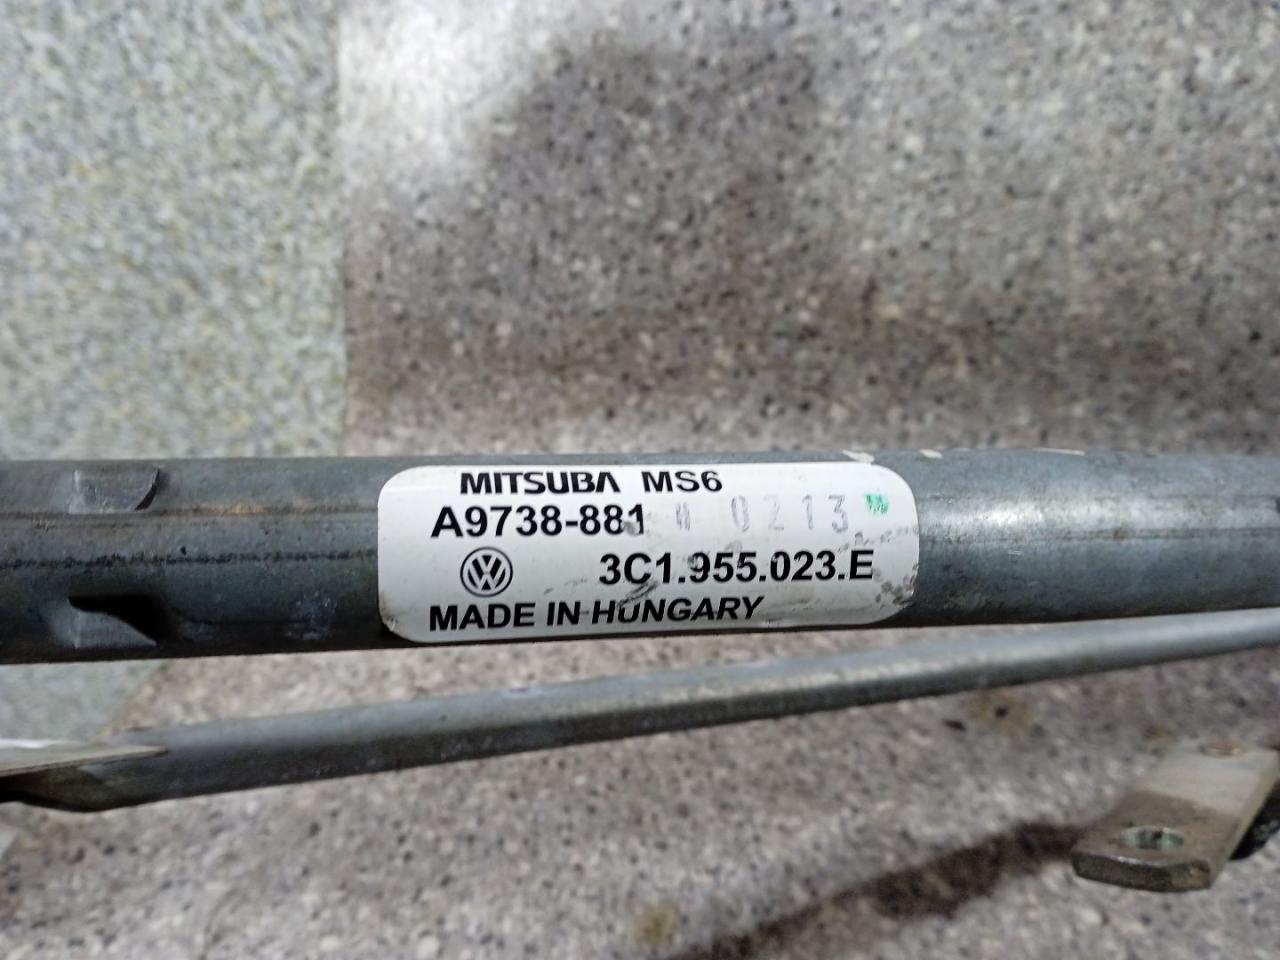 MITSUBA MS6
A9738-881 0213
3C1.955.023.E
MADE IN HUNGARY